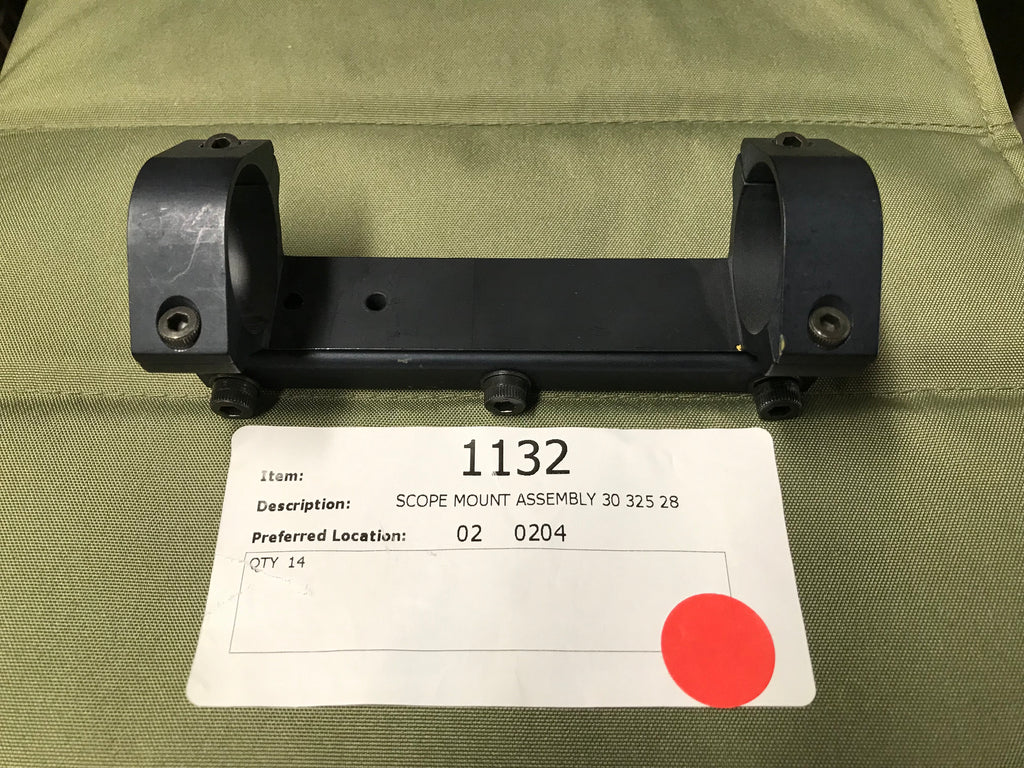 Item: 1132
Description: SCOPE MOUNT ASSEMBLY 30 325 28
Preferred Location: 02 0204
QTY 14